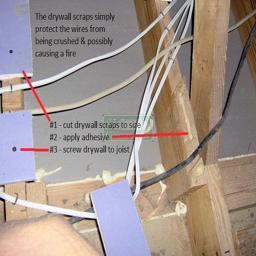 The drywall scraps simply
protect the wires from
being crushed & possibly
causing a fire
#1 - cut drywall scraps to size
#2 - apply adhesive
#3 - screw drywall to joist